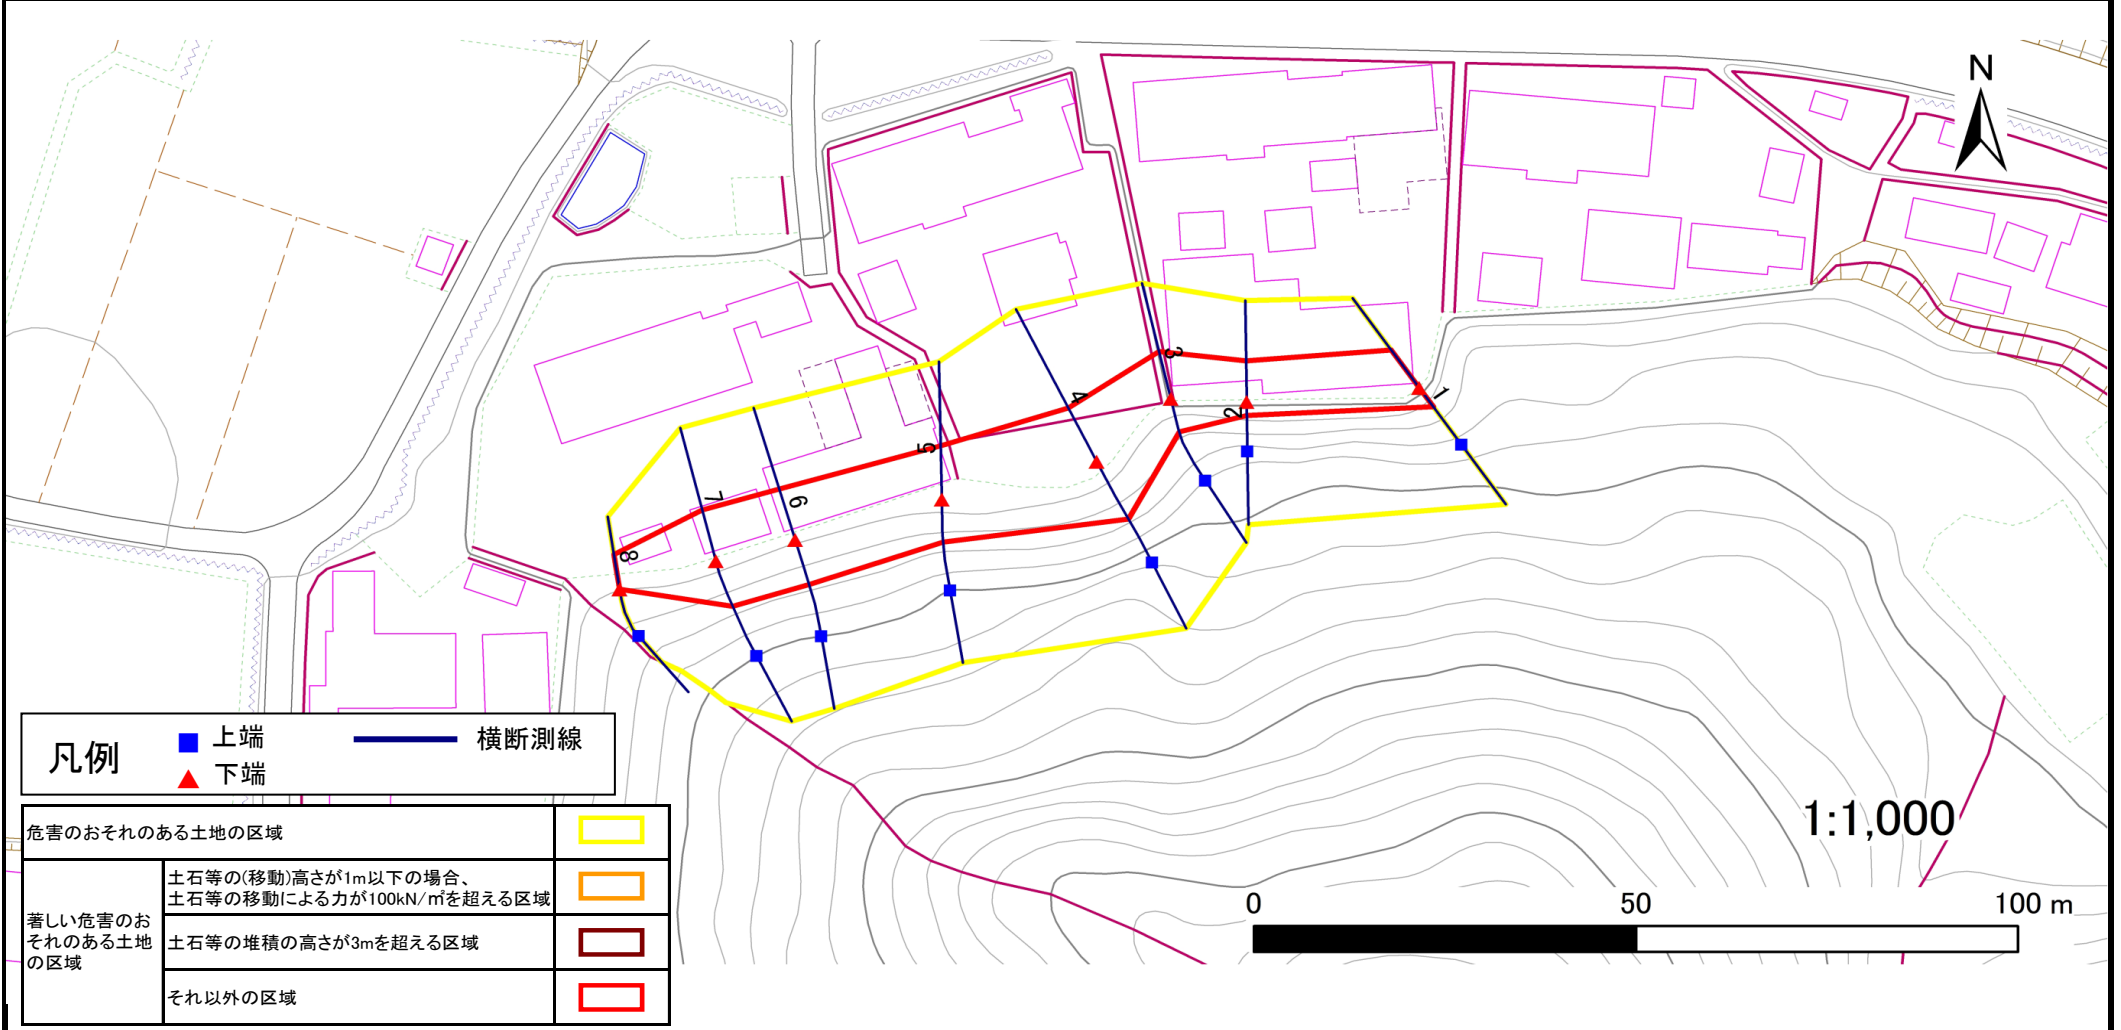 N
3
1
4
2
5
7
6
8
凡例
上端
横断測線
下端
1:1,000
危害のおそれのある土地の区域
著しい危害のお
それのある土地
の区域
土石等の(移動)高さが1m以下の場合、
土石等の移動による力が100kN/㎡を超える区域
土石等の堆積の高さが3mを超える区域
それ以外の区域
0 50 100 m